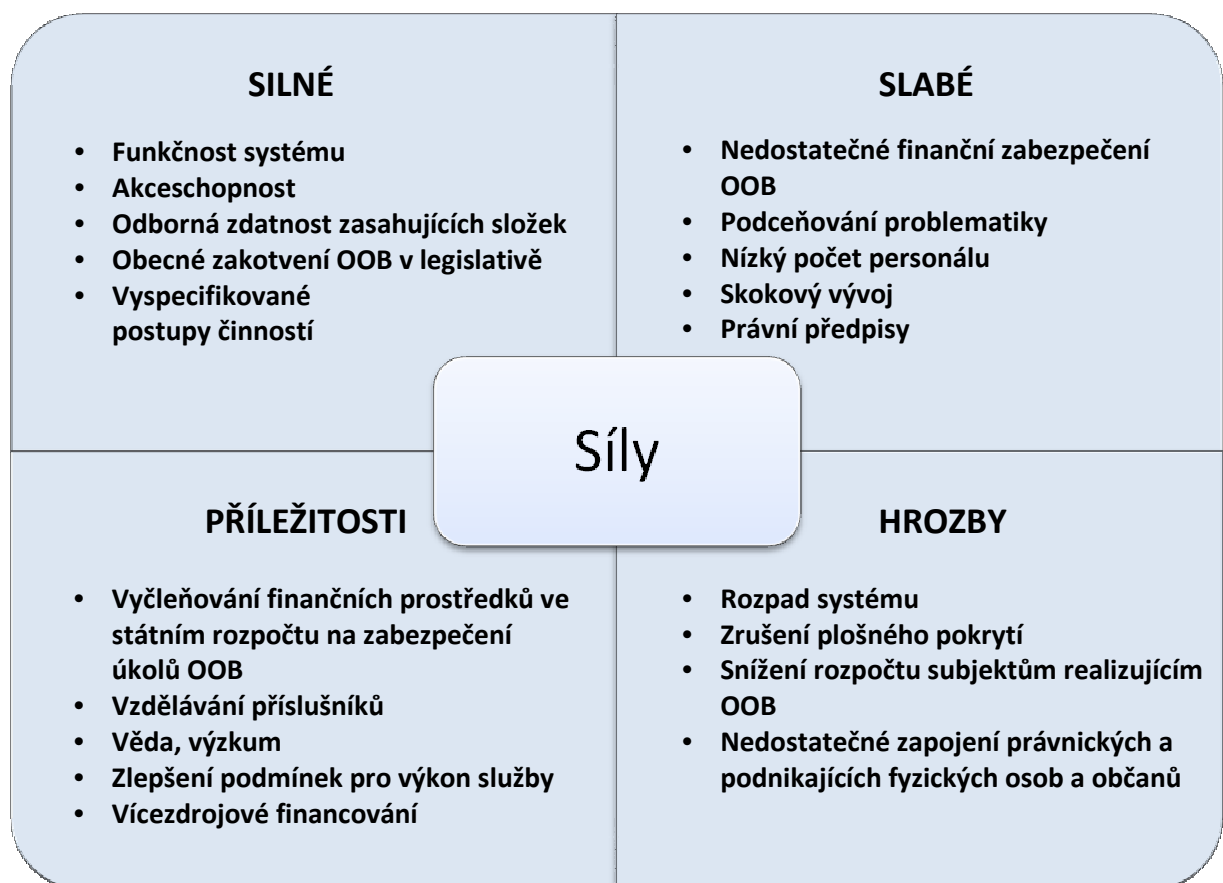 SILNÉ
• Funkčnost systému
• Akceschopnost
• Odborná zdatnost zasahujících složek
• Obecné zakotvení OOB v legislativě
• Vyspecifikované
postupy činností
SLABÉ
• Nedostatečné finanční zabezpečení
OOB
• Podceňování problematiky
• Nízký počet personálu
• Skokový vývoj
• Právní předpisy
Síly
PŘÍLEŽITOSTI
• Vyčleňování finančních prostředků ve
státním rozpočtu na zabezpečení
úkolů OOB
• Vzdělávání příslušníků
• Věda, výzkum
• Zlepšení podmínek pro výkon služby
• Vícezdrojové financování
HROZBY
• Rozpad systému
• Zrušení plošného pokrytí
• Snížení rozpočtu subjektům realizujícím
OOB
• Nedostatečné zapojení právnických a
podnikajících fyzických osob a občanů